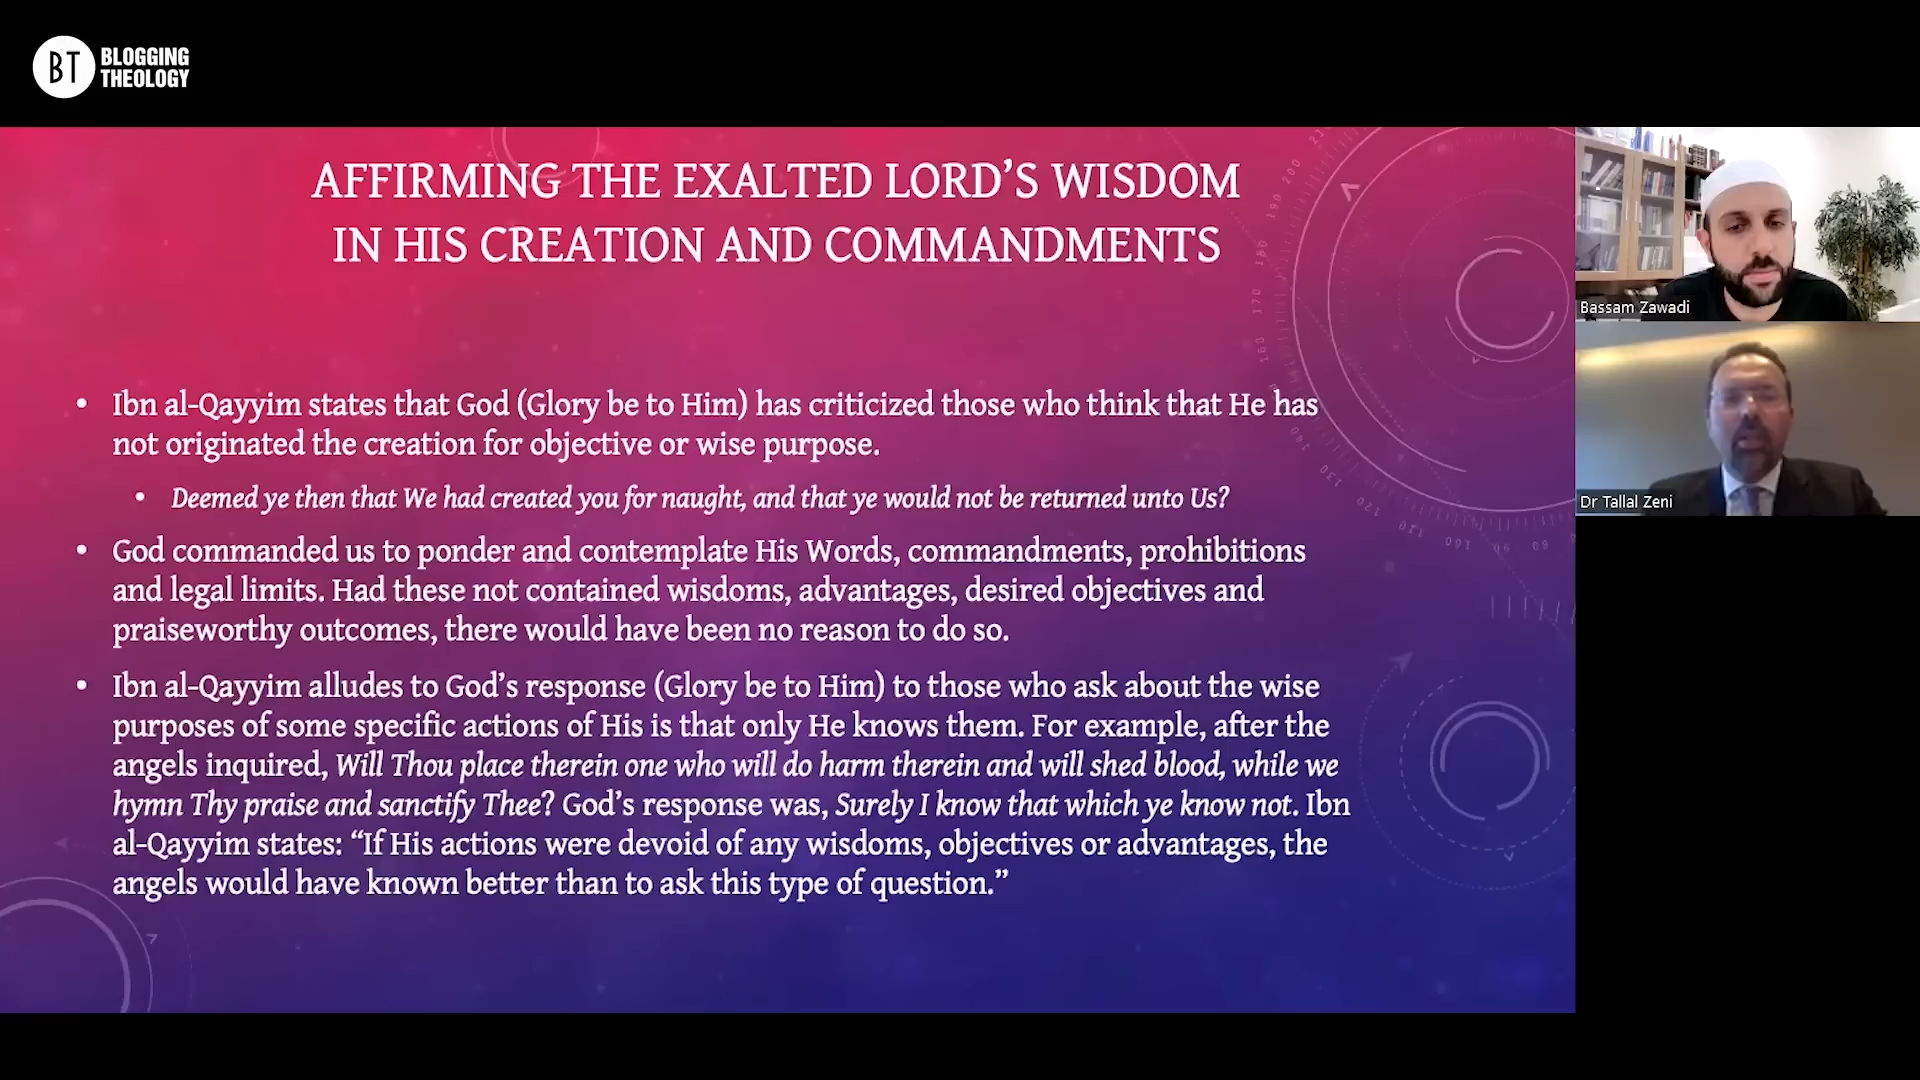 BT BLOGGING
THEOLOGY
AFFIRMING THE EXALTED LORD'S WISDOM
IN HIS CREATION AND COMMANDMENTS
• Ibn al-Qayyim states that God (Glory be to Him) has criticized those who think that He has
not originated the creation for objective or wise purpose.
• Deemed ye then that We had created you for naught, and that ye would not be returned unto Us?
• God commanded us to ponder and contemplate His Words, commandments, prohibitions
and legal limits. Had these not contained wisdoms, advantages, desired objectives and
praiseworthy outcomes, there would have been no reason to do so.
• Ibn al-Qayyim alludes to God's response (Glory be to Him) to those who ask about the wise
purposes of some specific actions of His is that only He knows them. For example, after the
angels inquired, Will Thou place therein one who will do harm therein and will shed blood, while we
hymn Thy praise and sanctify Thee? God's response was, Surely I know that which ye know not. Ibn
al-Qayyim states: “If His actions were devoid of any wisdoms, objectives or advantages, the
angels would have known better than to ask this type of question.”
Bassam Zawadi
Dr Tallal Zeni